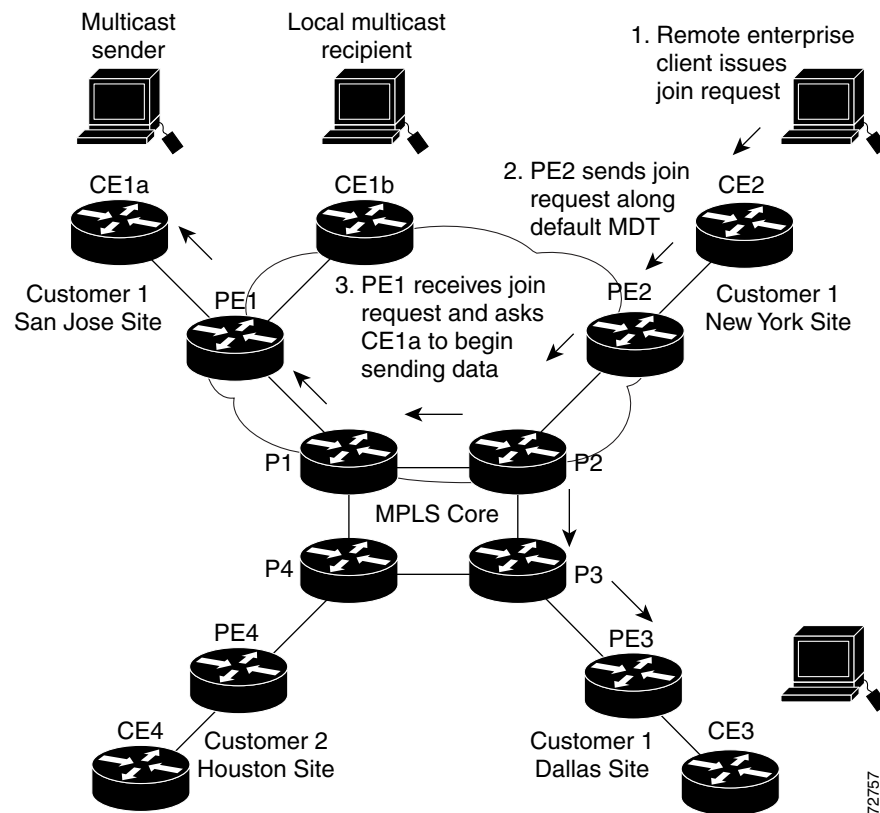 Multicast
sender
Local multicast
recipient
1. Remote enterprise
client issues
join request
CE1a
CE1b
2. PE2 sends join
request along
default MDT
CE2
Customer 1
San Jose Site
PE1
3. PE1 receives join
request and asks
CE1a to begin
sending data
PE2
Customer 1
New York Site
P1
P2
MPLS Core
P4
P3
PE4
PE3
CE4
Customer 2
Houston Site
Customer 1
Dallas Site
CE3
72757